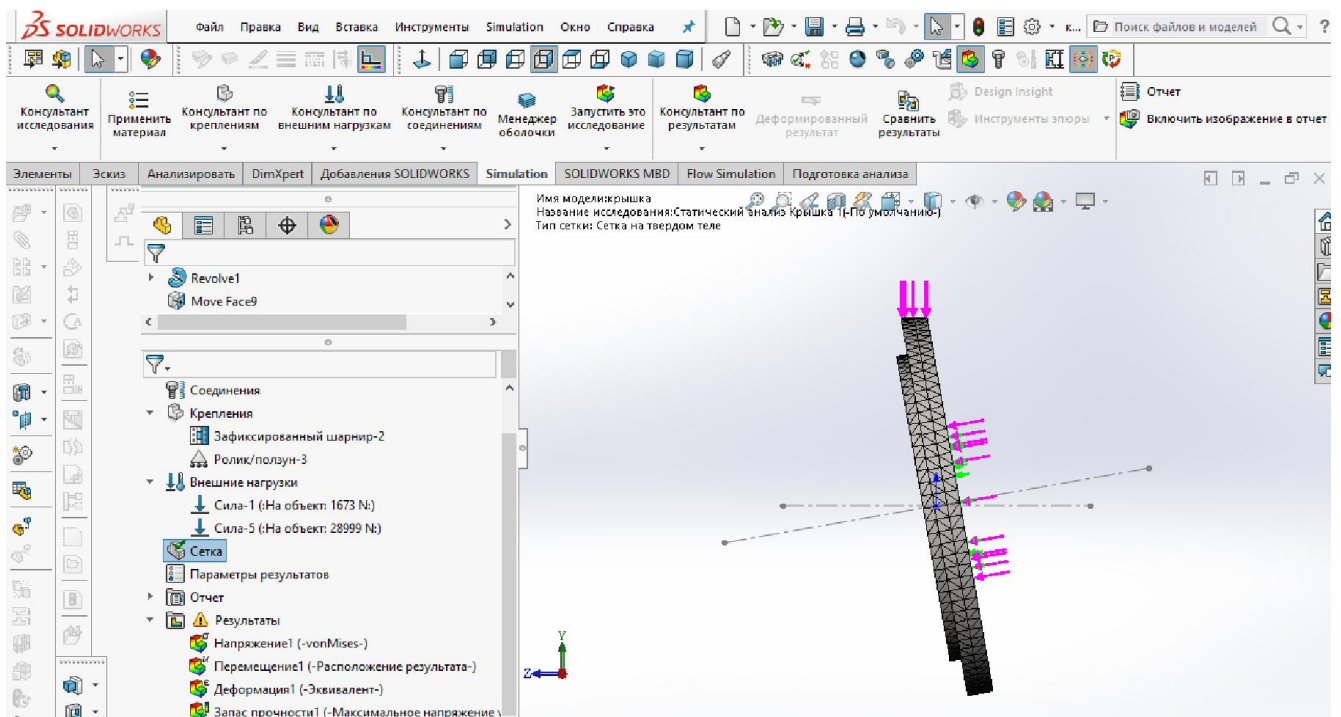 SOLIDWORKS Файл Правка Вид Вставка Инструменты Simulation Окно Справка к... Поиск файлов и моделей ?
Консультант исследования
Применить материал
Консультант по креплениям
Консультант по внешним нагрузкам
Консультант по соединениям
Менеджер оболочки
Запустить это исследование
Консультант по результатам
Деформированный результат
Сравнить результаты
Design Insight
Инструменты эпюры
Отчет
Включить изображение в отчет
Элементы Эскиз Анализировать DimXpert Добавления SOLIDWORKS Simulation SOLIDWORKS MBD Flow Simulation Подготовка анализа
Имя модели:крышка
Название исследования:Статический анализ Крышка 1(-По умолчанию-)
Тип сетки: Сетка на твердом теле
Revolve1
Move Face9
Соединения
Крепления
Зафиксированный шарнир-2
Ролик/ползун-3
Внешние нагрузки
Сила-1 (:На объект: 1673 N:)
Сила-5 (:На объект: 28999 N:)
Сетка
Параметры результатов
Отчет
Результаты
Напряжение1 (-vonMises-)
Перемещение1 (-Расположение результата-)
Деформация1 (-Эквивалент-)
Запас прочности1 (-Максимальное напряжение
Y
Z